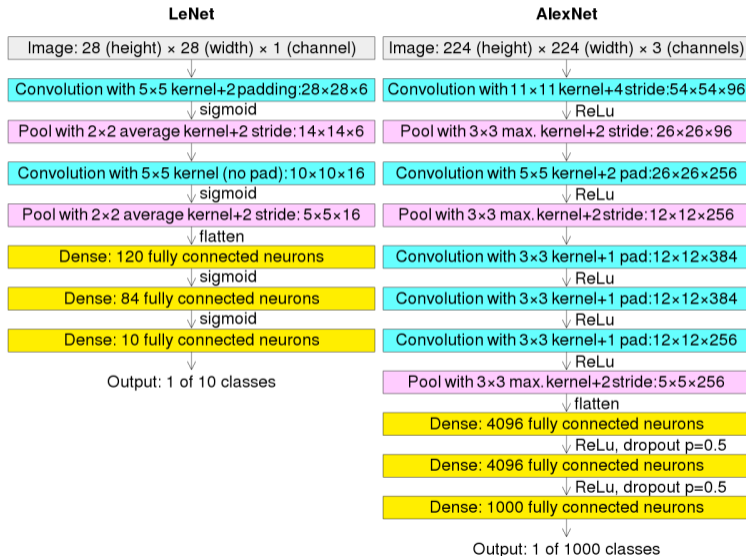 LeNet
Image: 28 (height) × 28 (width) × 1 (channel)
Convolution with 5×5 kernel+2 padding:28×28×6
sigmoid
Pool with 2×2 average kernel+2 stride:14×14×6
Convolution with 5×5 kernel (no pad):10×10×16
sigmoid
Pool with 2×2 average kernel+2 stride: 5×5×16
flatten
Dense: 120 fully connected neurons
sigmoid
Dense: 84 fully connected neurons
sigmoid
Dense: 10 fully connected neurons
Output: 1 of 10 classes
AlexNet
Image: 224 (height) × 224 (width) × 3 (channels)
Convolution with 11×11 kernel+4 stride:54×54×96
ReLu
Pool with 3×3 max. kernel+2 stride: 26×26×96
Convolution with 5×5 kernel+2 pad:26×26×256
ReLu
Pool with 3×3 max.kernel+2stride:12×12×256
Convolution with 3×3 kernel+1 pad:12×12×384
ReLu
Convolution with 3×3 kernel+1 pad:12×12×384
ReLu
Convolution with 3×3 kernel+1 pad:12×12×256
ReLu
Pool with 3×3 max.kernel+2stride:5×5×256
flatten
Dense: 4096 fully connected neurons
ReLu, dropout p=0.5
Dense: 4096 fully connected neurons
ReLu, dropout p=0.5
Dense: 1000 fully connected neurons
Output: 1 of 1000 classes